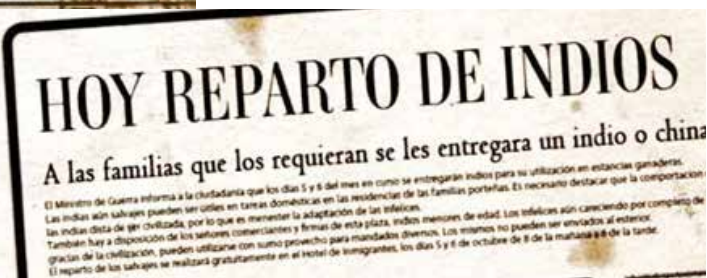 HOY REPARTO DE INDIOS
A las familias que los requieran se les entregara un indio o china
El Ministro de Guerra informa a la ciudadanía que los días 5 y 6 del mes en curso se entregarán indios para su utilización en estancias ganaderas.
Las indias aún salvajes pueden ser útiles en tareas domésticas en las residencias de las familias porteñas. Es necesario destacar que la comportación
las indias dista de ser civilizada, por lo que es menester la adaptación de las infelices.
También hay a disposición de los señores comerciantes y firmas de esta plaza, indios menores de edad. Los infelices aún careciendo por completo de
gracias de la civilización, pueden utilizarse con sumo provecho para mandados diversos. Los mismos no pueden ser enviados al exterior.
El reparto de los salvajes se realizará gratuitamente en el Hotel de Inmigrantes, los días 5 y 6 de octubre de 8 de la mañana a 6 de la tarde.